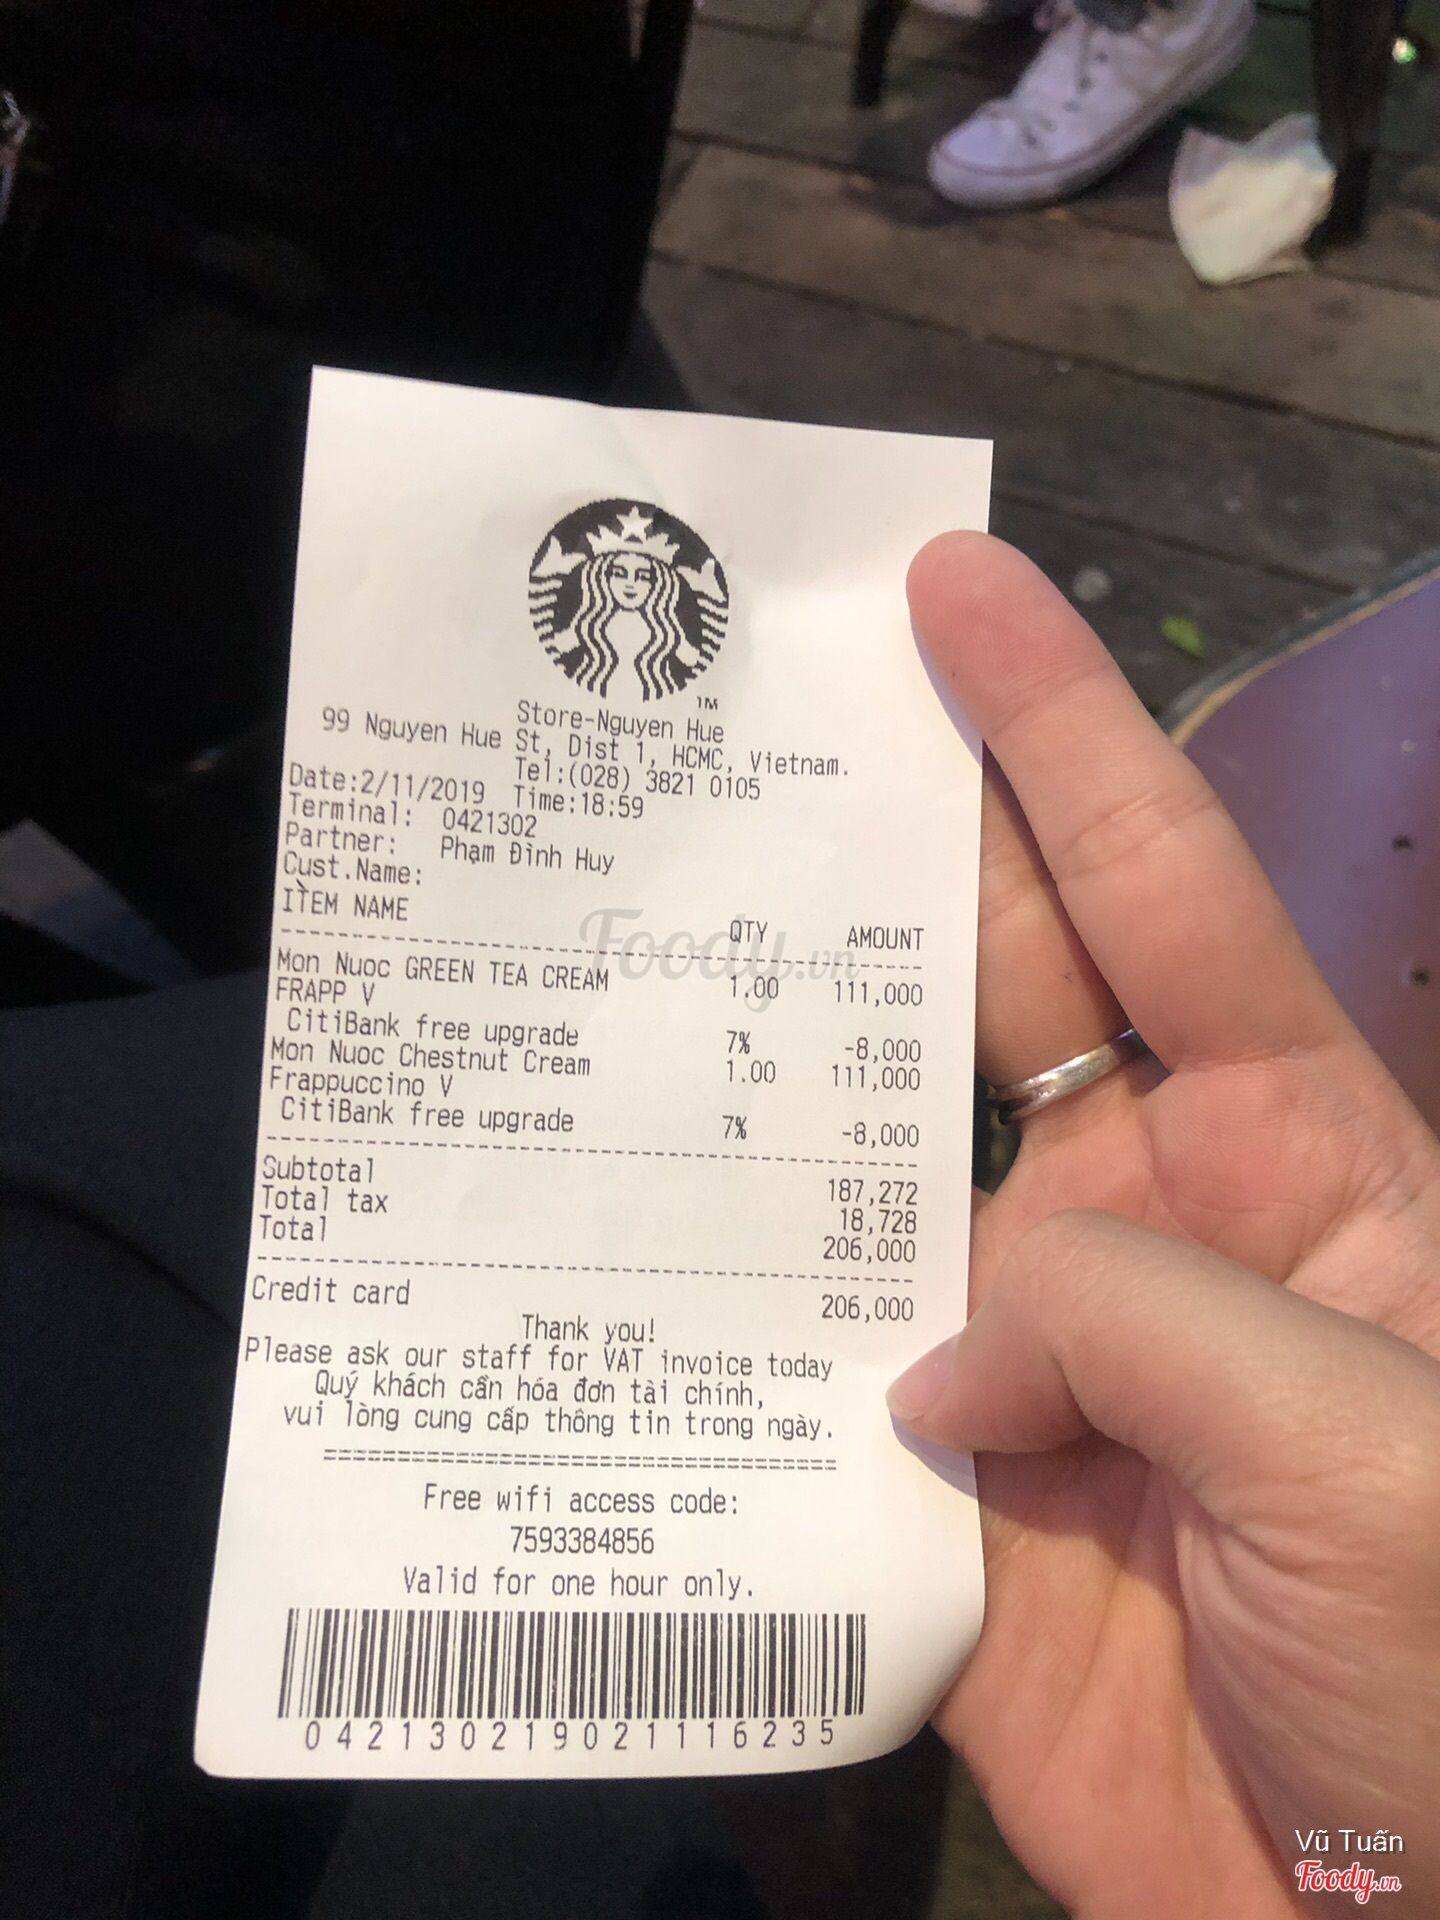 TM
Store-Nguyen Hue
99 Nguyen Hue St, Dist 1, HCMC, Vietnam.
Tel:(028) 3821 0105
Date:2/11/2019 Time:18:59
Terminal: 0421302
Partner: Phạm Đình Huy
Cust.Name:
ITEM NAME QTY AMOUNT
Mon Nuoc GREEN TEA CREAM 1.00 111,000
FRAPP V
CitiBank free upgrade 7% -8,000
Mon Nuoc Chestnut Cream 1.00 111,000
Frappuccino V
CitiBank free upgrade 7% -8,000
Subtotal 187,272
Total tax 18,728
Total 206,000
Credit card 206,000
Thank you!
Please ask our staff for VAT invoice today
Quý khách cần hóa đơn tài chính,
vui lòng cung cấp thông tin trong ngày.
Free wifi access code:
7593384856
Valid for one hour only.
0421302190211116235
Foody.vn
Vũ Tuấn
Foody.vn